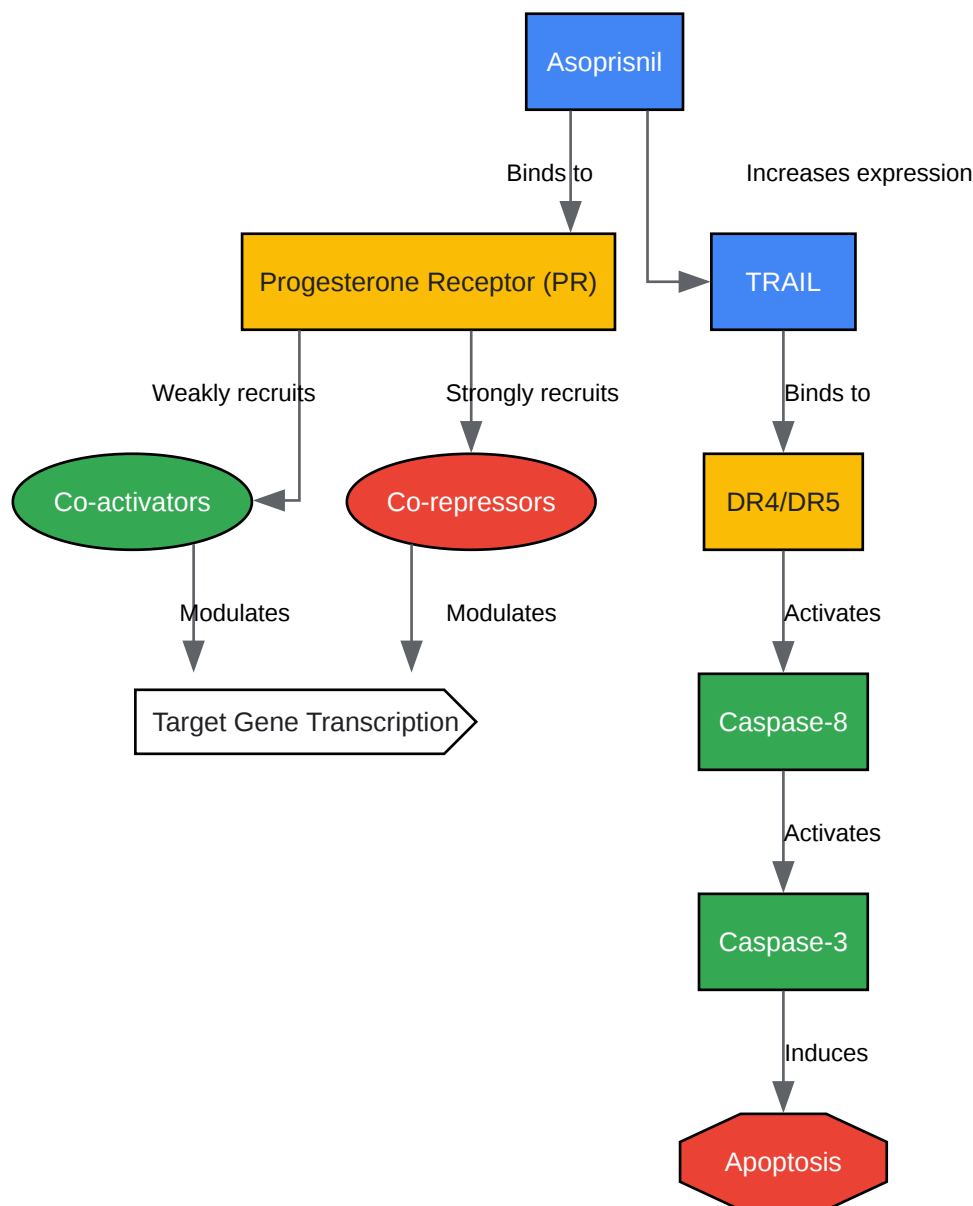 Asoprisnil
Binds to
Increases expression
Progesterone Receptor (PR)
TRAIL
Weakly recruits
Strongly recruits
Binds to
Co-activators
Co-repressors
DR4/DR5
Modulates
Modulates
Activates
Target Gene Transcription
Caspase-8
Activates
Caspase-3
Induces
Apoptosis